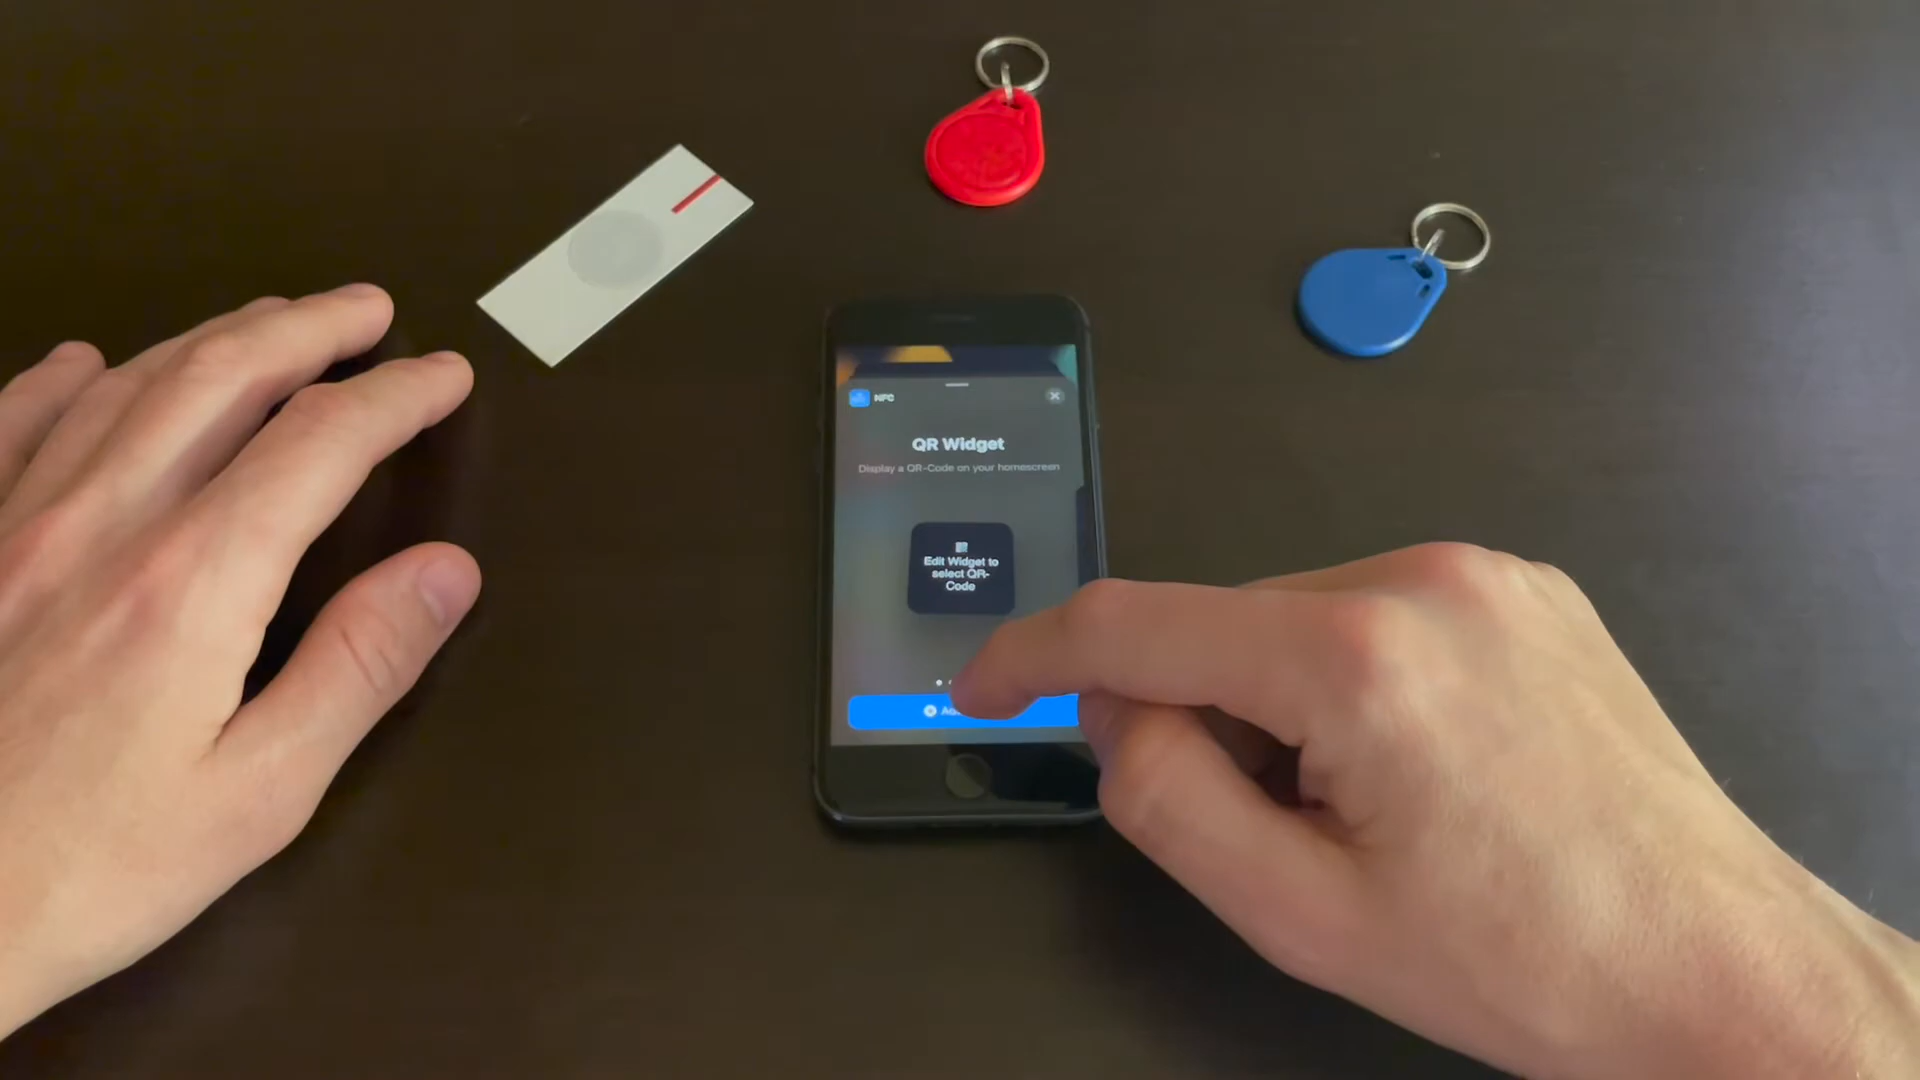 NFC
QR Widget
Display a QR-Code on your homescreen
Edit Widget to
select QR-
Code